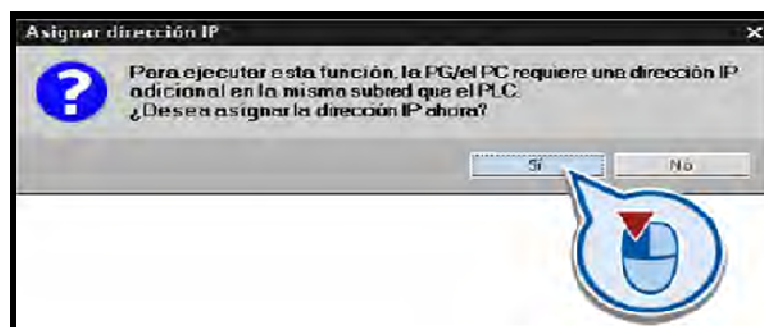 Asignar dirección IP
Para ejecutar esta función, la PG/el PC requiere una dirección IP
adicional en la misma subred que el PLC.
¿Desea asignar la dirección IP ahora?
Sí
No